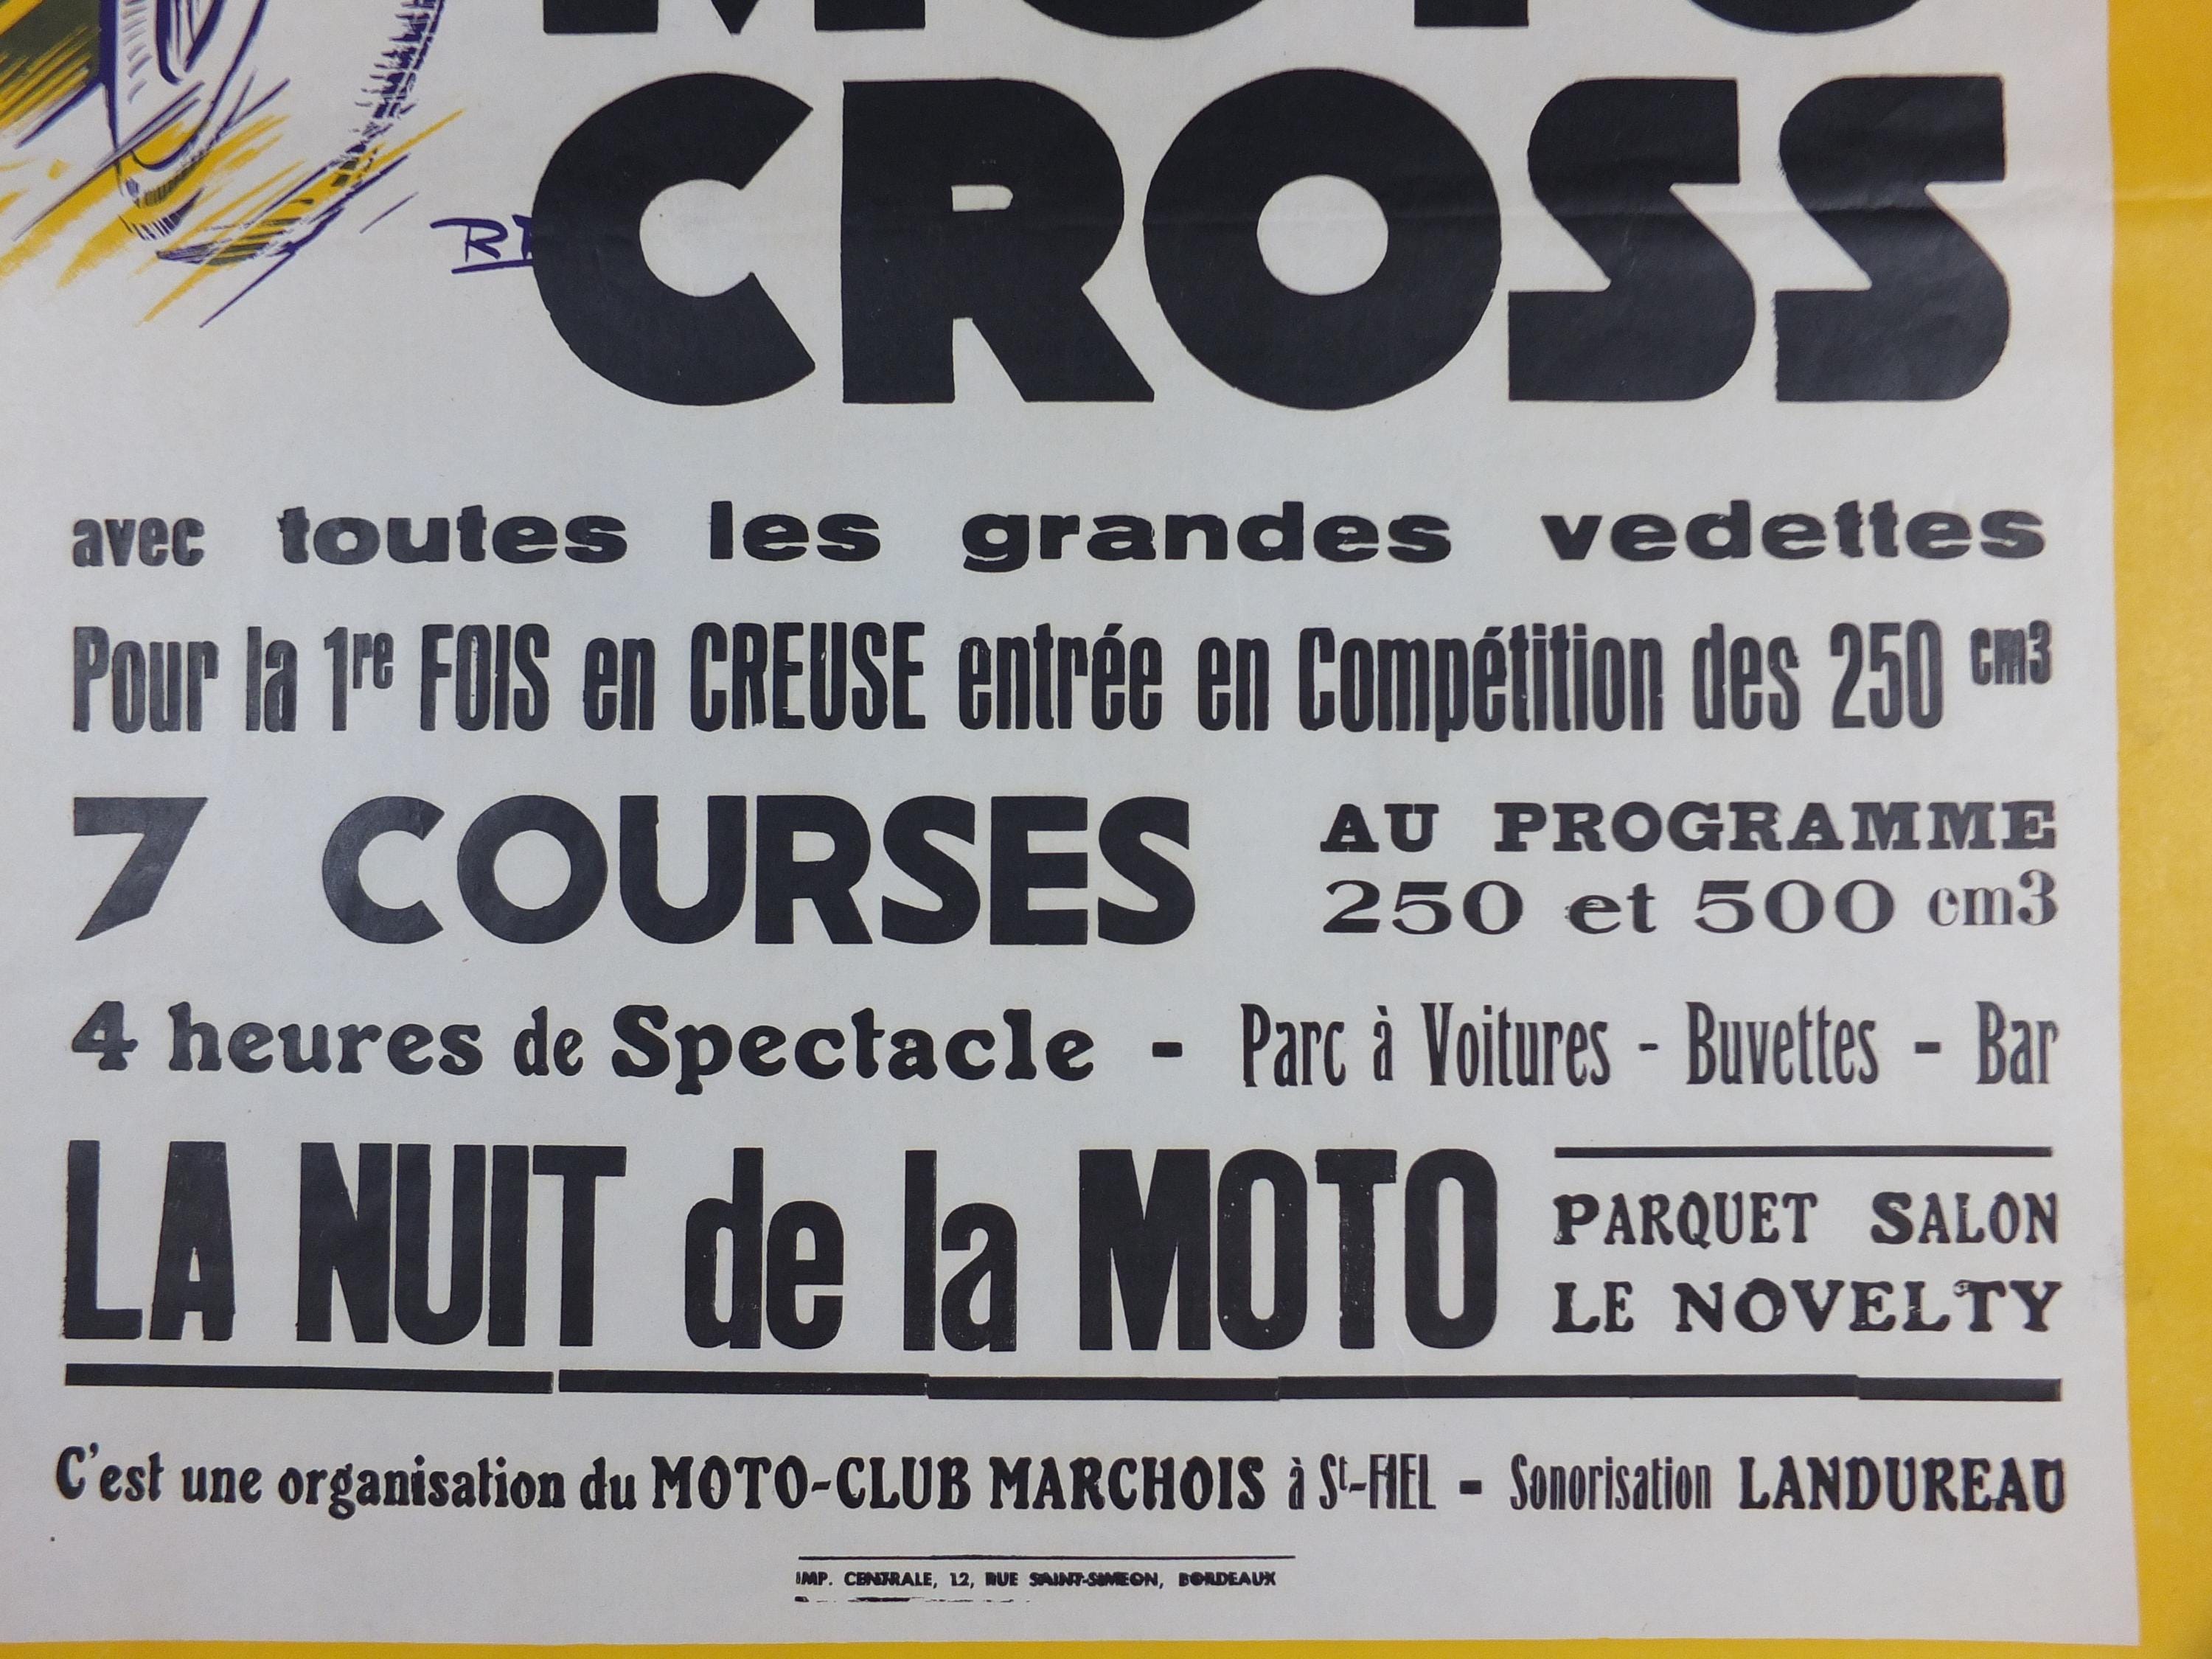 MOTO
CROSS
avec toutes les grandes vedettes
Pour la 1re FOIS en CREUSE entrée en Compétition des 250 cm3
7 COURSES
AU PROGRAMME
250 et 500 cm3
4 heures de Spectacle - Parc à Voitures - Buvettes - Bar
LA NUIT de la MOTO
PARQUET SALON
LE NOVELTY
C'est une organisation du MOTO-CLUB MARCHOIS à St-FIEL - Sonorisation LANDUREAU
IMP. CENTRALE, 12, RUE SAINT-SIMEON, BORDEAUX